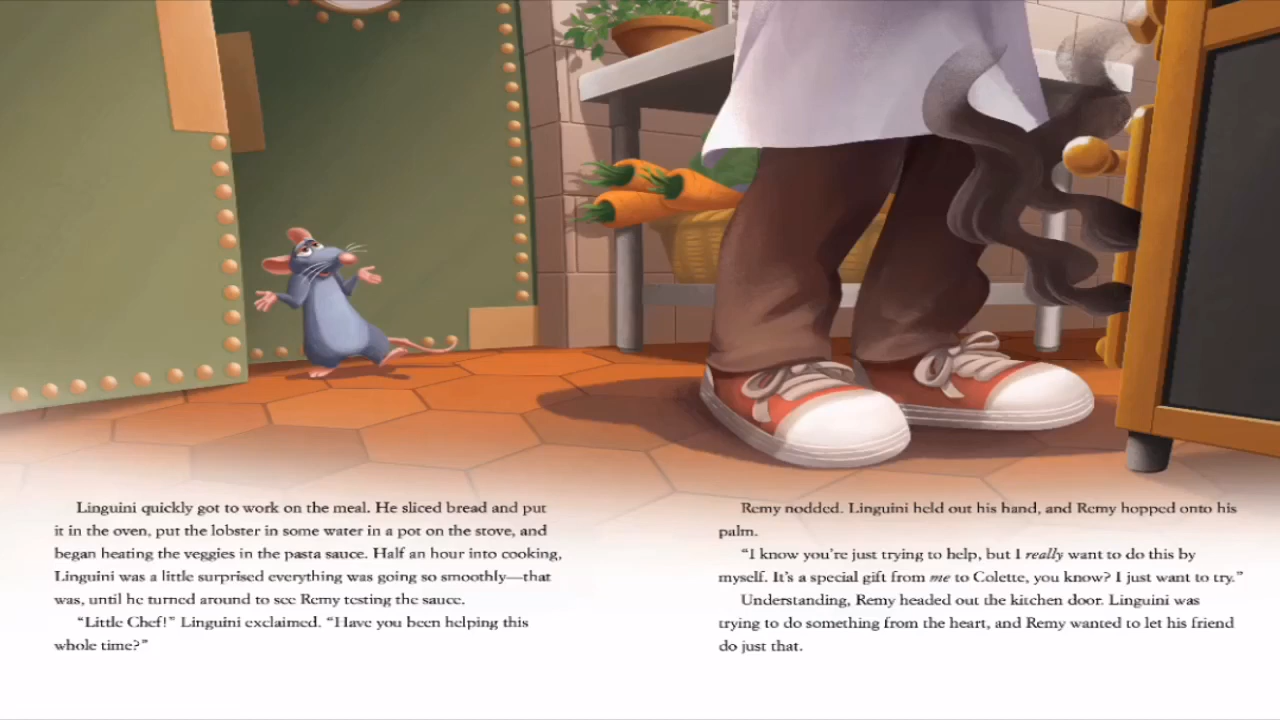 Linguini quickly got to work on the meal. He sliced bread and put
it in the oven, put the lobster in some water in a pot on the stove, and
began heating the veggies in the pasta sauce. Half an hour into cooking,
Linguini was a little surprised everything was going so smoothly—that
was, until he turned around to see Remy testing the sauce.
“Little Chef!” Linguini exclaimed. “Have you been helping this
whole time?”
Remy nodded. Linguini held out his hand, and Remy hopped onto his
palm.
“I know you’re just trying to help, but I really want to do this by
myself. It’s a special gift from me to Colette, you know? I just want to try.”
Understanding, Remy headed out the kitchen door. Linguini was
trying to do something from the heart, and Remy wanted to let his friend
do just that.